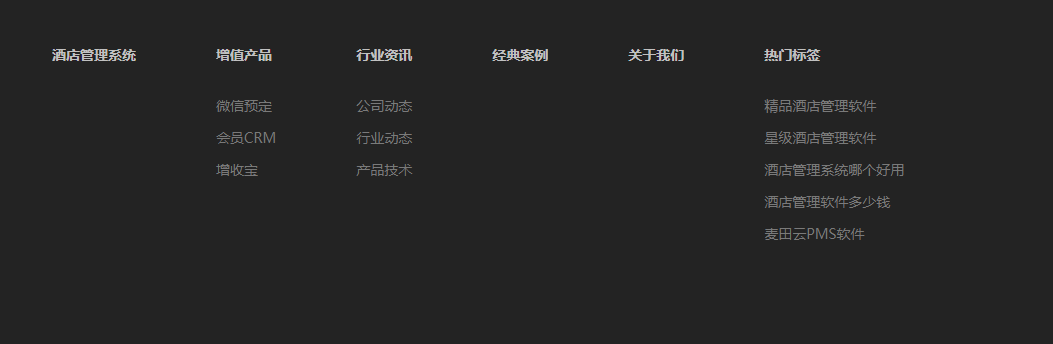 酒店管理系统
增值产品
微信预定
会员CRM
增收宝
行业资讯
公司动态
行业动态
产品技术
经典案例
关于我们
热门标签
精品酒店管理软件
星级酒店管理软件
酒店管理系统哪个好用
酒店管理软件多少钱
麦田云PMS软件